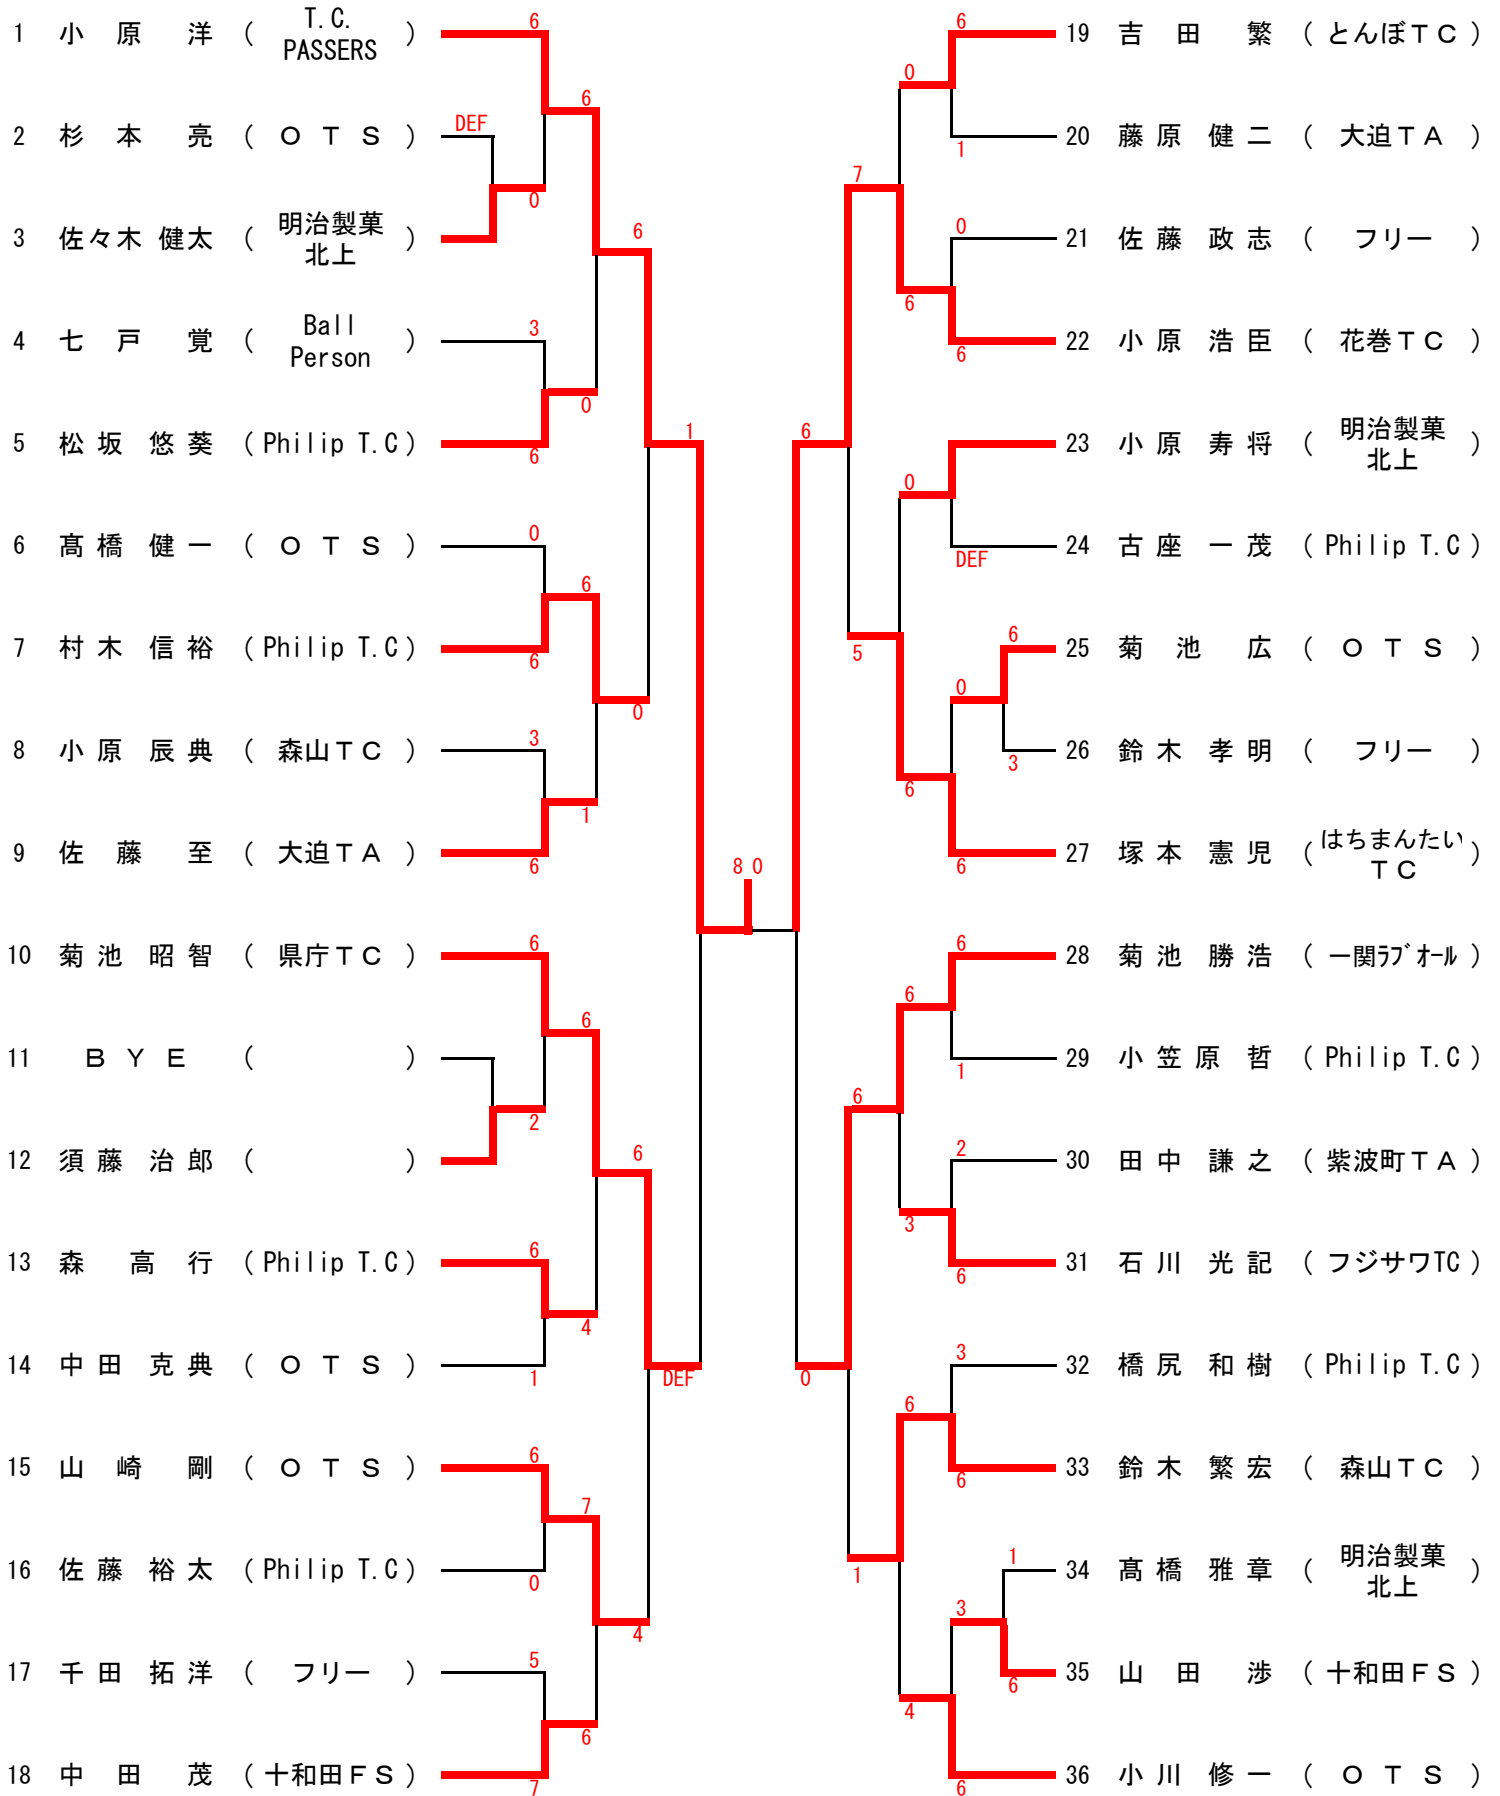 1 小原 洋 ( T.C. PASSERS )
2 杉本 亮 ( OTS )
3 佐々木 健太 ( 明治製菓 北上 )
4 七戸 覚 ( Ball Person )
5 松坂 悠葵 ( Philip T.C )
6 髙橋 健一 ( OTS )
7 村木 信裕 ( Philip T.C )
8 小原 辰典 ( 森山TC )
9 佐藤 至 ( 大迫TA )
10 菊池 昭智 ( 県庁TC )
11 BYE ( )
12 須藤 治郎 ( )
13 森 高行 ( Philip T.C )
14 中田 克典 ( OTS )
15 山崎 剛 ( OTS )
16 佐藤 裕太 ( Philip T.C )
17 千田 拓洋 ( フリー )
18 中田 茂 ( 十和田FS )
6
DEF
0
3
6
0
6
3
6
6
2
6
1
6
0
5
7
6
0
6
1
6
4
7
6
6
0
6
4
1
DEF
8 0
6
0
7
5
6
1
0
6
0
6
6
3
6
4
6
1
0
6
DEF
0
6
6
1
2
6
3
6
3
6
6
3
1
6
19 吉田 繁 ( とんぼTC )
20 藤原 健二 ( 大迫TA )
21 佐藤 政志 ( フリー )
22 小原 浩臣 ( 花巻TC )
23 小原 寿将 ( 明治製菓 北上 )
24 古座 一茂 ( Philip T.C )
25 菊池 広 ( OTS )
26 鈴木 孝明 ( フリー )
27 塚本 憲児 ( はちまんたい TC )
28 菊池 勝浩 ( 一関ﾗﾌﾞｵｰﾙ )
29 小笠原 哲 ( Philip T.C )
30 田中 謙之 ( 紫波町TA )
31 石川 光記 ( フジサワTC )
32 橋尻 和樹 ( Philip T.C )
33 鈴木 繁宏 ( 森山TC )
34 髙橋 雅章 ( 明治製菓 北上 )
35 山田 渉 ( 十和田FS )
36 小川 修一 ( OTS )